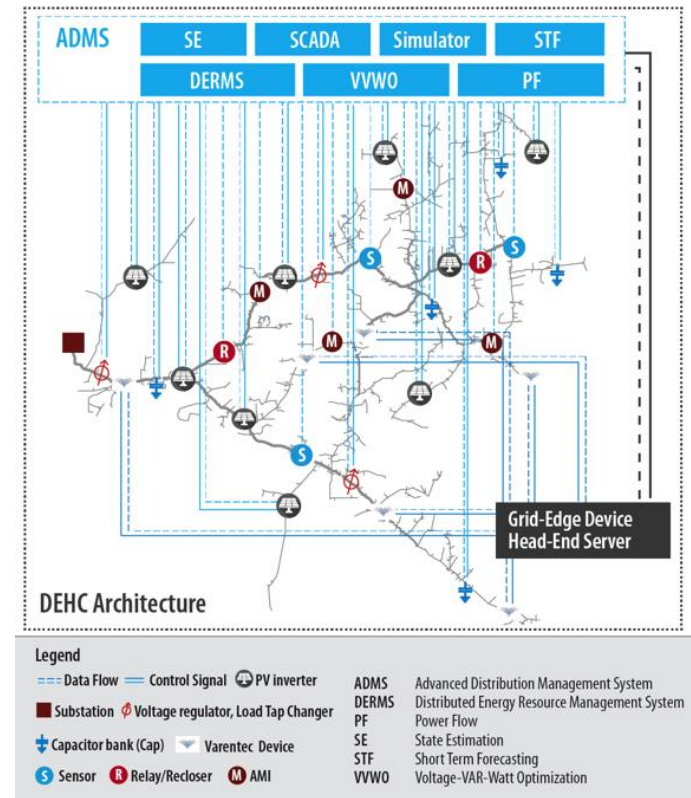 ADMS
SE
SCADA
Simulator
STF
DERMS
VVWO
PF
M
S
S
R
M
M
M
R
S
Grid-Edge Device
Head-End Server
DEHC Architecture
Legend
Data Flow
Control Signal
PV inverter
Substation
Voltage regulator, Load Tap Changer
Capacitor bank (Cap)
Varentec Device
S Sensor
R Relay/Recloser
M AMI
ADMS Advanced Distribution Management System
DERMS Distributed Energy Resource Management System
PF Power Flow
SE State Estimation
STF Short Term Forecasting
VVWO Voltage-VAR-Watt Optimization